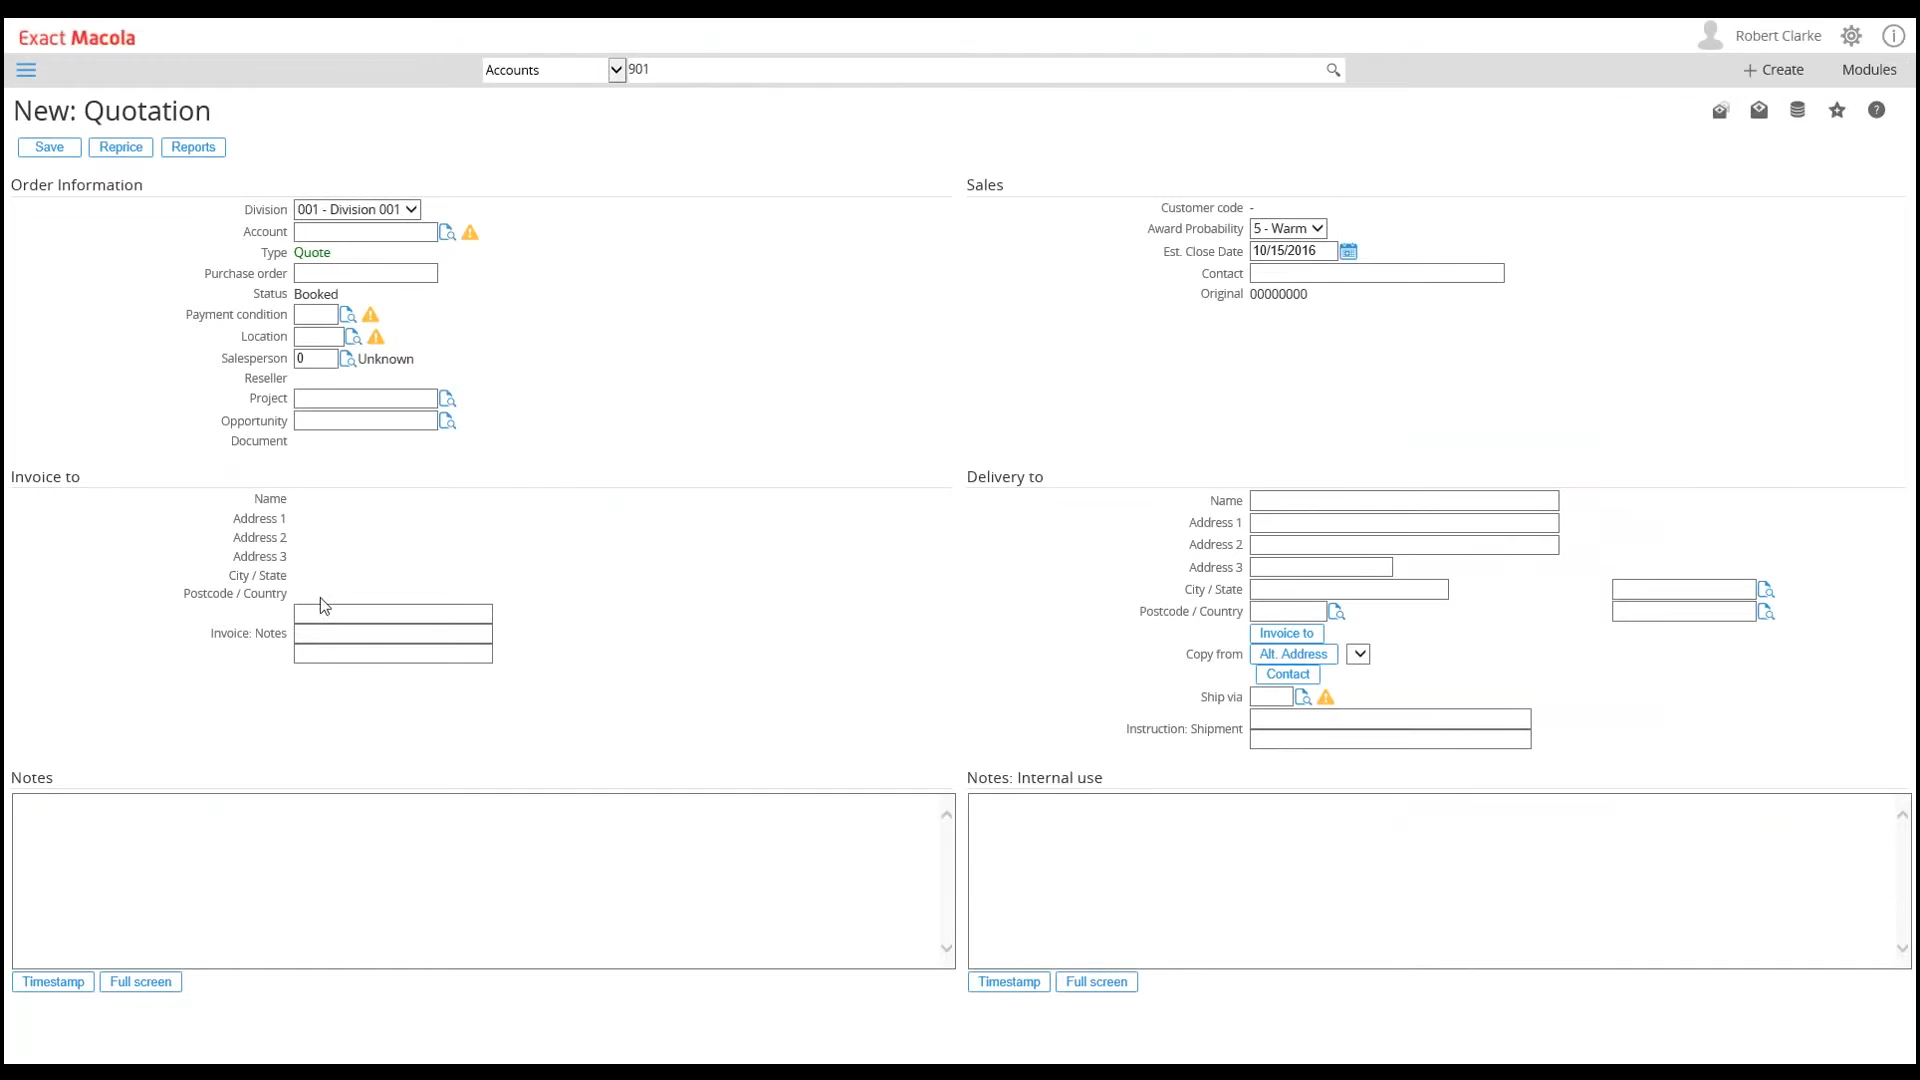 Exact Macola
Robert Clarke
Accounts 901
Create Modules
New: Quotation
Save Reprice Reports
Order Information
Division 001 - Division 001
Account
Type Quote
Purchase order
Status Booked
Payment condition
Location
Salesperson 0 Unknown
Reseller
Project
Opportunity
Document
Sales
Customer code -
Award Probability 5 - Warm
Est. Close Date 10/15/2016
Contact
Original 00000000
Invoice to
Name
Address 1
Address 2
Address 3
City / State
Postcode / Country
Invoice: Notes
Delivery to
Name
Address 1
Address 2
Address 3
City / State
Postcode / Country
Invoice to
Copy from Alt. Address
Contact
Ship via
Instruction: Shipment
Notes
Timestamp Full screen
Notes: Internal use
Timestamp Full screen